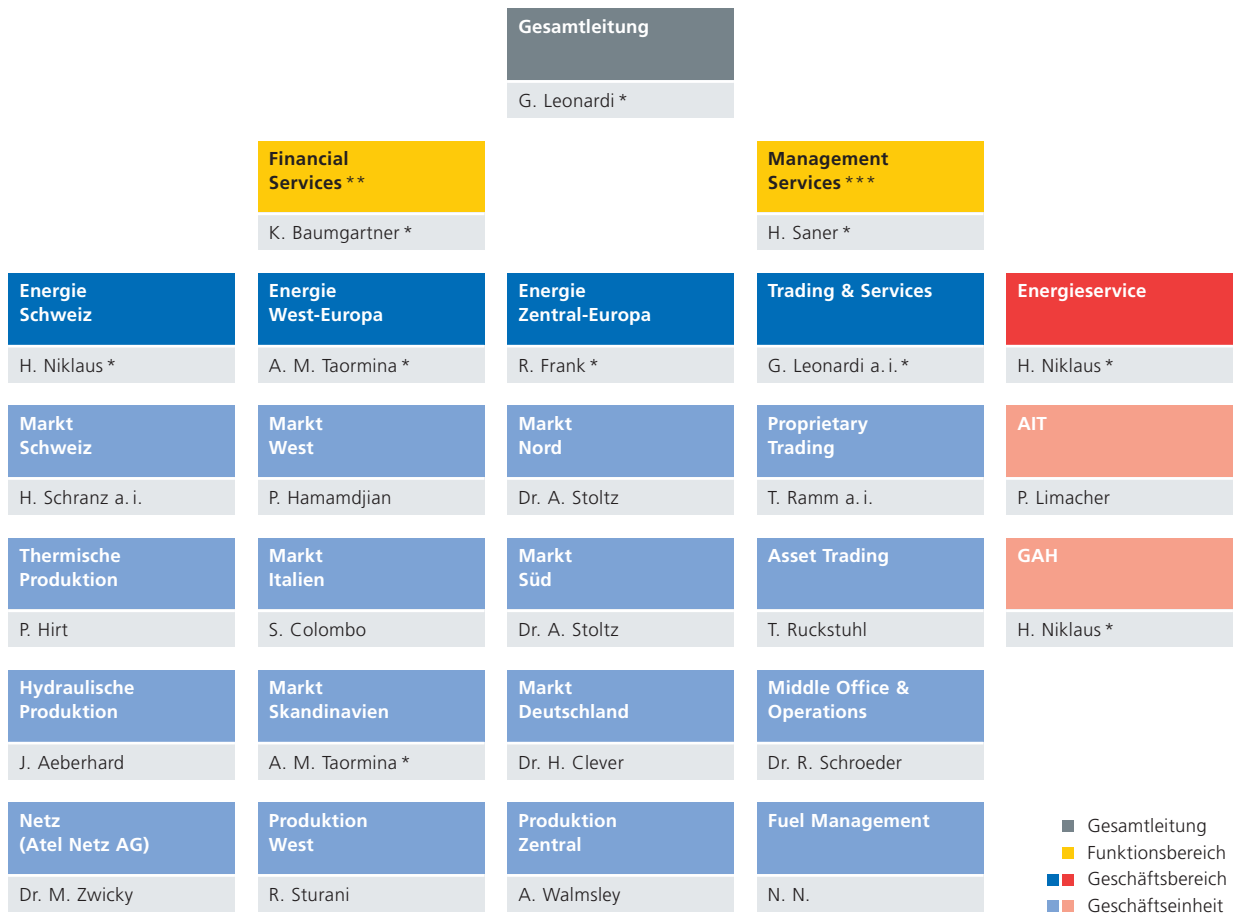 Gesamtleitung
G. Leonardi *
Financial
Services **
K. Baumgartner *
Management
Services ***
H. Saner *
Energie
Schweiz
H. Niklaus *
Energie
West-Europa
A. M. Taormina *
Energie
Zentral-Europa
R. Frank *
Trading & Services
G. Leonardi a. i. *
Energieservice
H. Niklaus *
Markt
Schweiz
H. Schranz a. i.
Markt
West
P. Hamamdjian
Markt
Nord
Dr. A. Stoltz
Proprietary
Trading
T. Ramm a. i.
AIT
P. Limacher
Thermische
Produktion
P. Hirt
Markt
Italien
S. Colombo
Markt
Süd
Dr. A. Stoltz
Asset Trading
T. Ruckstuhl
GAH
H. Niklaus *
Hydraulische
Produktion
J. Aeberhard
Markt
Skandinavien
A. M. Taormina *
Markt
Deutschland
Dr. H. Clever
Middle Office &
Operations
Dr. R. Schroeder
Netz
(Atel Netz AG)
Dr. M. Zwicky
Produktion
West
R. Sturani
Produktion
Zentral
A. Walmsley
Fuel Management
N. N.
Gesamtleitung
Funktionsbereich
Geschäftsbereich
Geschäftseinheit